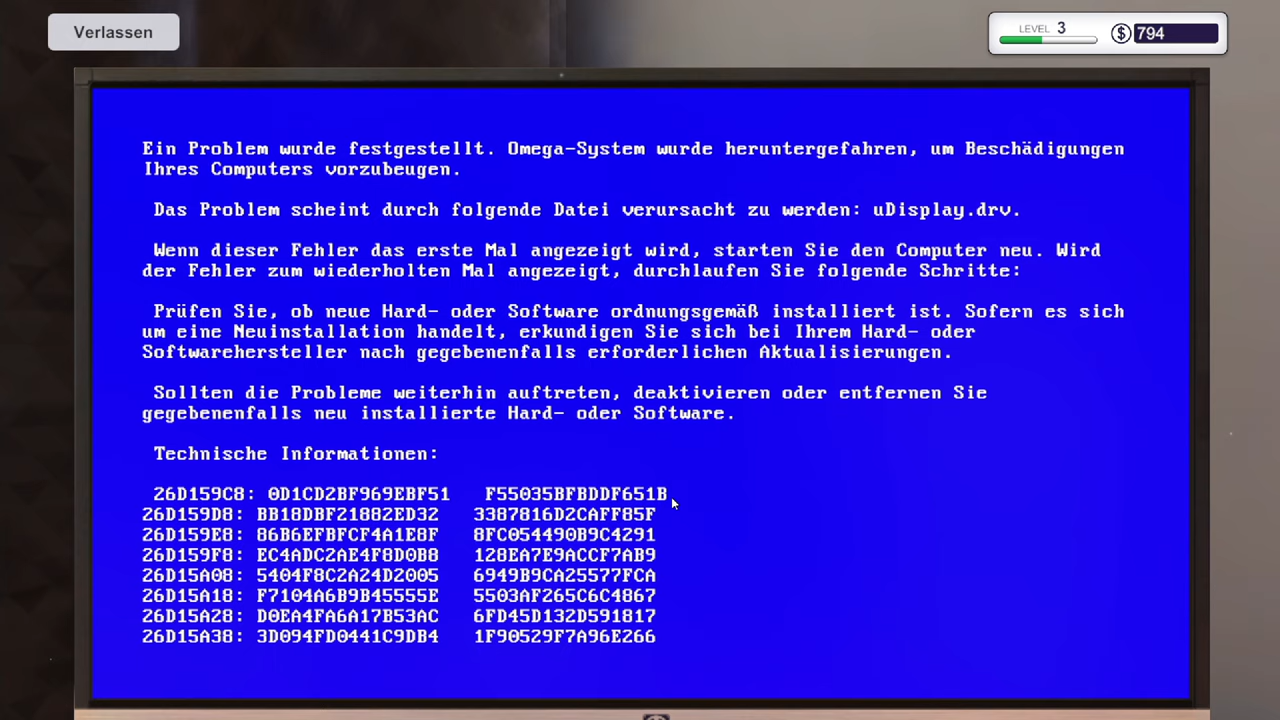 Verlassen
LEVEL 3
$ 794
Ein Problem wurde festgestellt. Omega-System wurde heruntergefahren, um Beschädigungen
Ihres Computers vorzubeugen.
Das Problem scheint durch folgende Datei verursacht zu werden: uDisplay.drv.
Wenn dieser Fehler das erste Mal angezeigt wird, starten Sie den Computer neu. Wird
der Fehler zum wiederholten Mal angezeigt, durchlaufen Sie folgende Schritte:
Prüfen Sie, ob neue Hard- oder Software ordnungsgemäß installiert ist. Sofern es sich
um eine Neuinstallation handelt, erkundigen Sie sich bei Ihrem Hard- oder
Softwarehersteller nach gegebenenfalls erforderlichen Aktualisierungen.
Sollten die Probleme weiterhin auftreten, deaktivieren oder entfernen Sie
gegebenenfalls neu installierte Hard- oder Software.
Technische Informationen:
26D159C8: 0D1CD2BF969EBF51 F55035BFBDDF651B
26D159D8: BB18DBF21882ED32 3387816D2CAFF85F
26D159E8: 86B6EFBFCF4A1E8F 8FC054490B9C4291
26D159F8: EC4ADC2AE4F8D0B8 128EA7E9ACCF7AB9
26D15A08: 5404F8C2A24D2005 6949B9CA25577FCA
26D15A18: F7104A6B9B45555E 5503AF265C6C4867
26D15A28: D0EA4FA6A17B53AC 6FD45D132D591817
26D15A38: 3D094FD0441C9DB4 1F90529F7A96E266